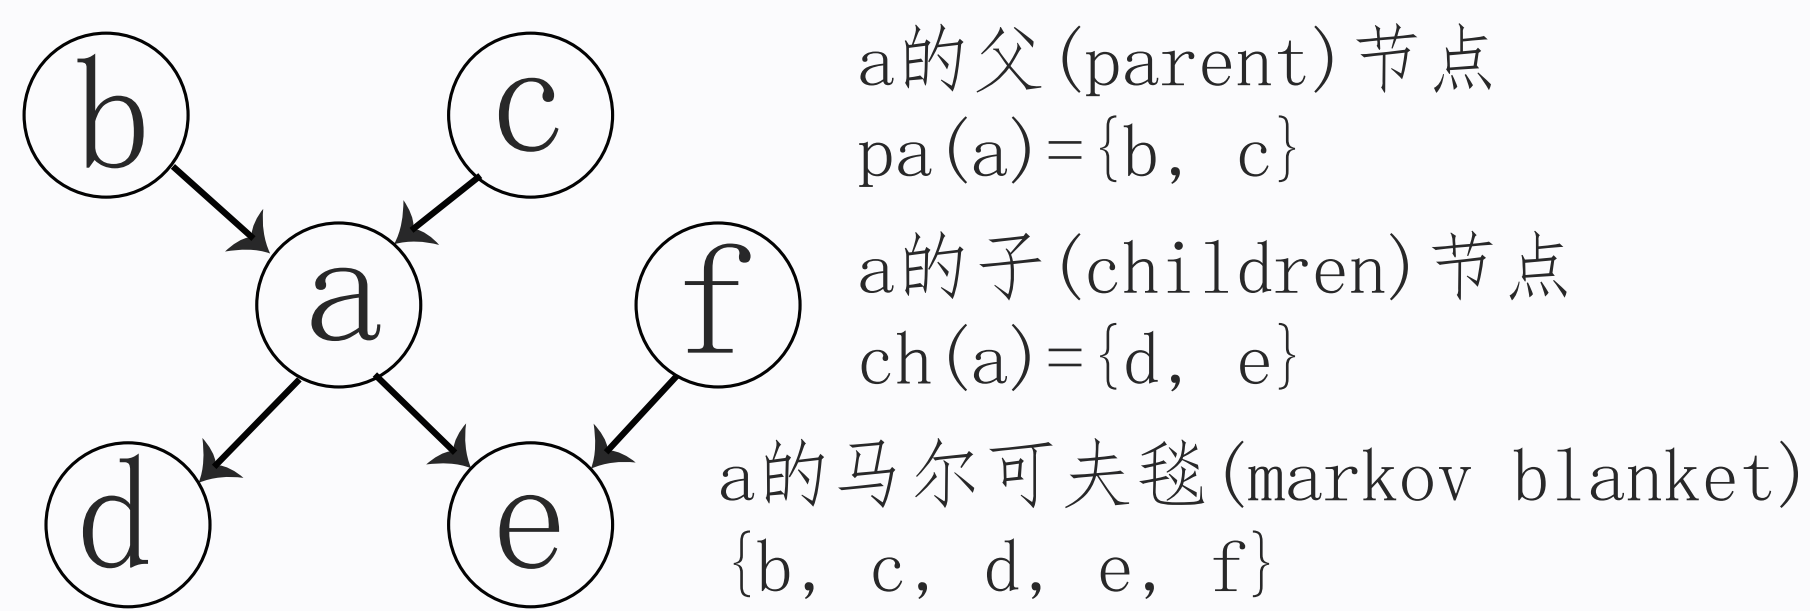 b
c
a
f
d
e
a的父(parent)节点
pa(a)={b, c}
a的子(children)节点
ch(a)={d, e}
a的马尔可夫毯(markov blanket)
{b, c, d, e, f}